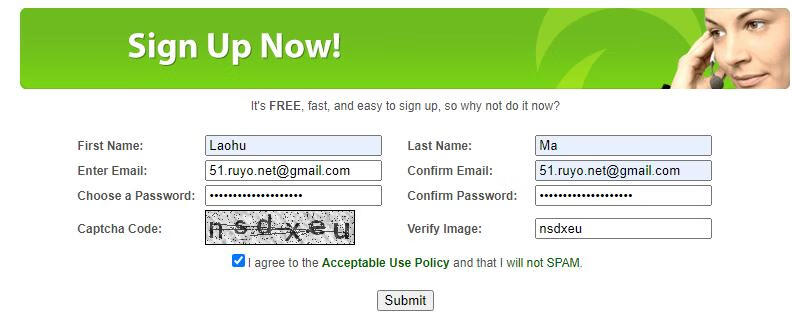 Sign Up Now!
It's FREE, fast, and easy to sign up, so why not do it now?
First Name: Laohu Last Name: Ma
Enter Email: 51.ruyo.net@gmail.com Confirm Email: 51.ruyo.net@gmail.com
Choose a Password: •••••••••••••••••••• Confirm Password: ••••••••••••••••••••
Captcha Code: nsdxeu Verify Image: nsdxeu
I agree to the Acceptable Use Policy and that I will not SPAM.
Submit